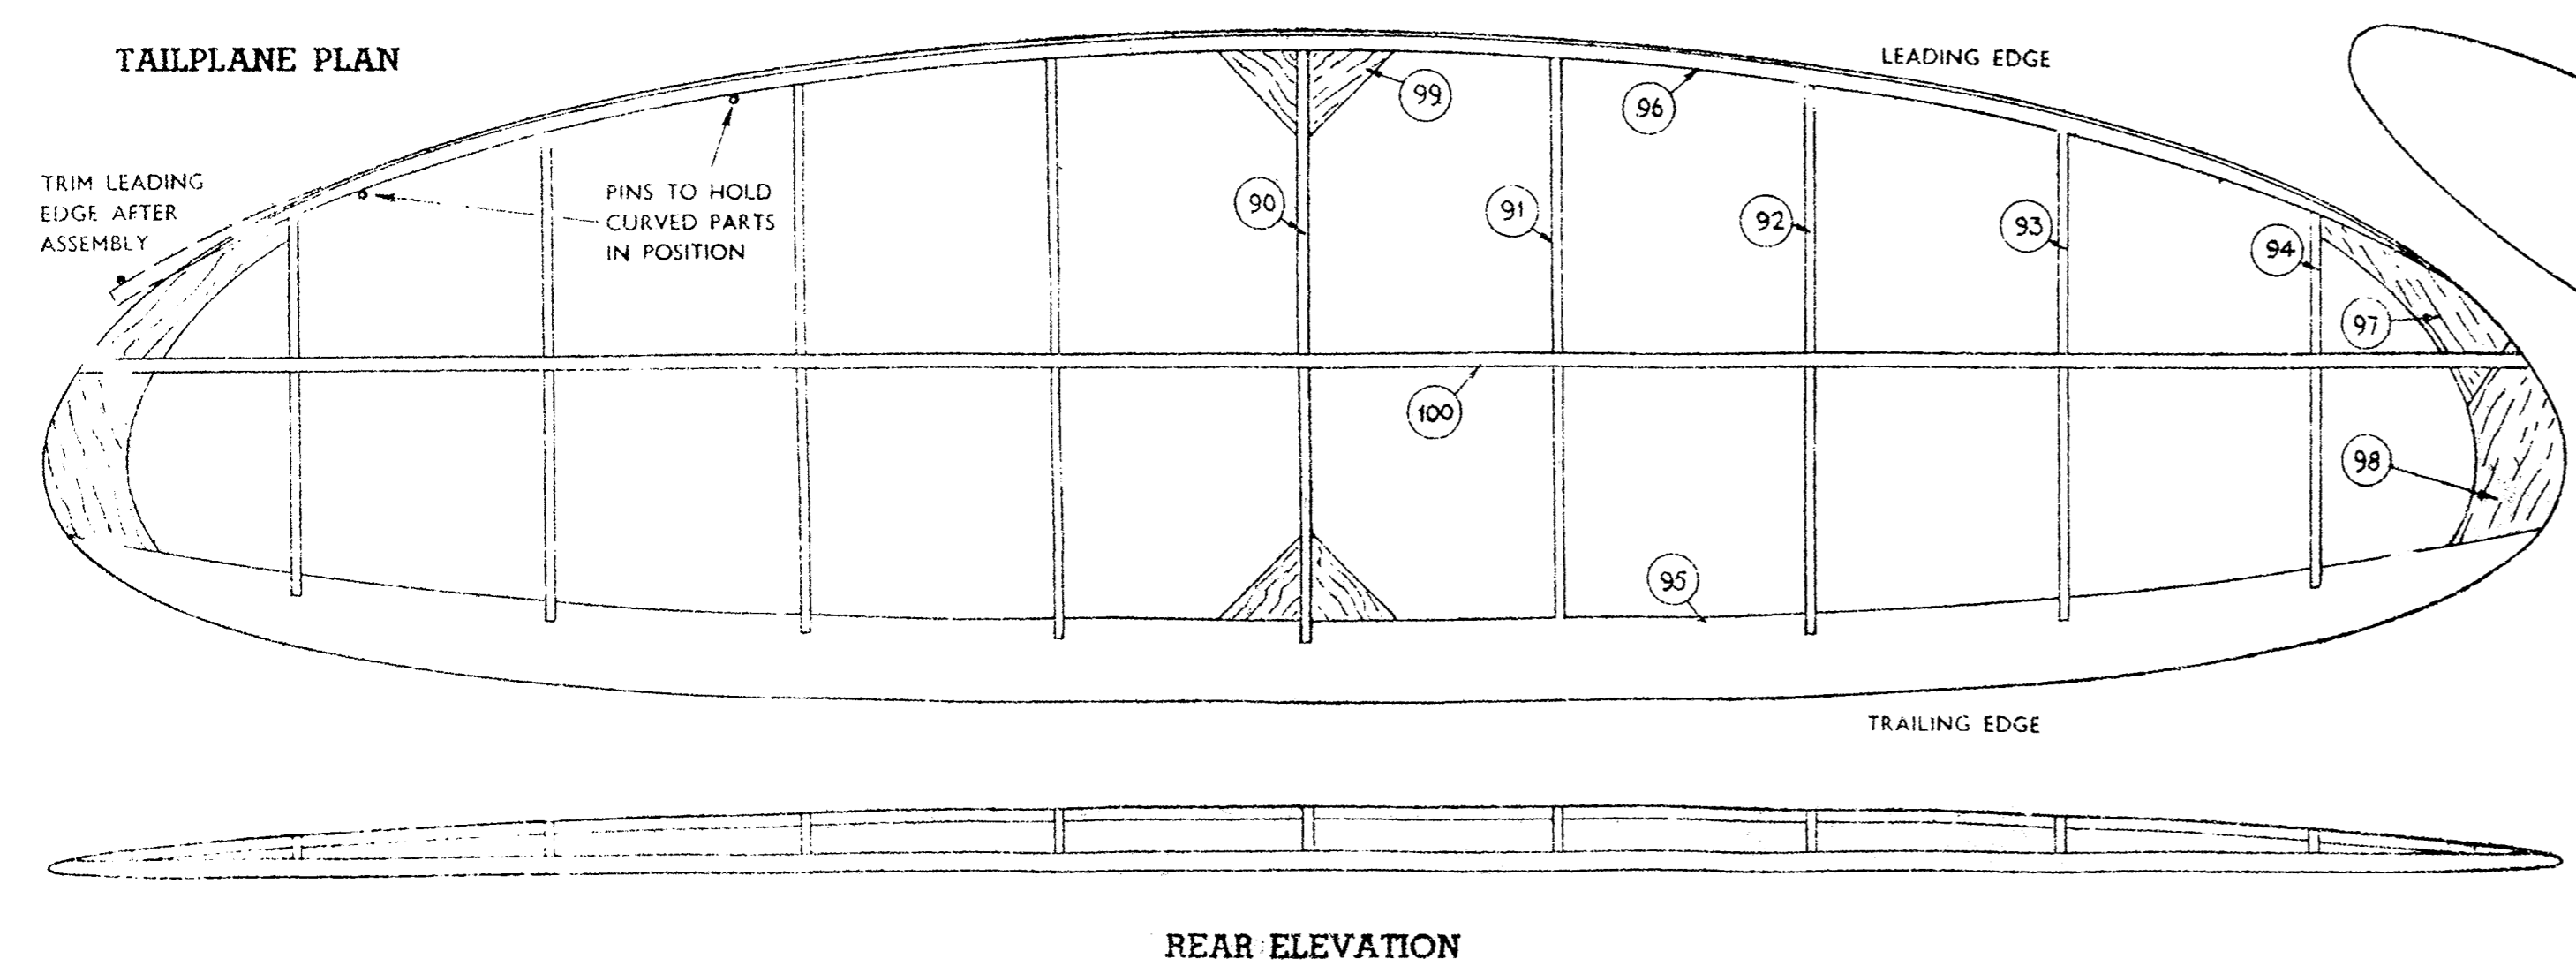 TAILPLANE PLAN
LEADING EDGE
99
96
TRIM LEADING
EDGE AFTER
ASSEMBLY
PINS TO HOLD
CURVED PARTS
IN POSITION
90
91
92
93
94
97
100
98
95
TRAILING EDGE
REAR ELEVATION